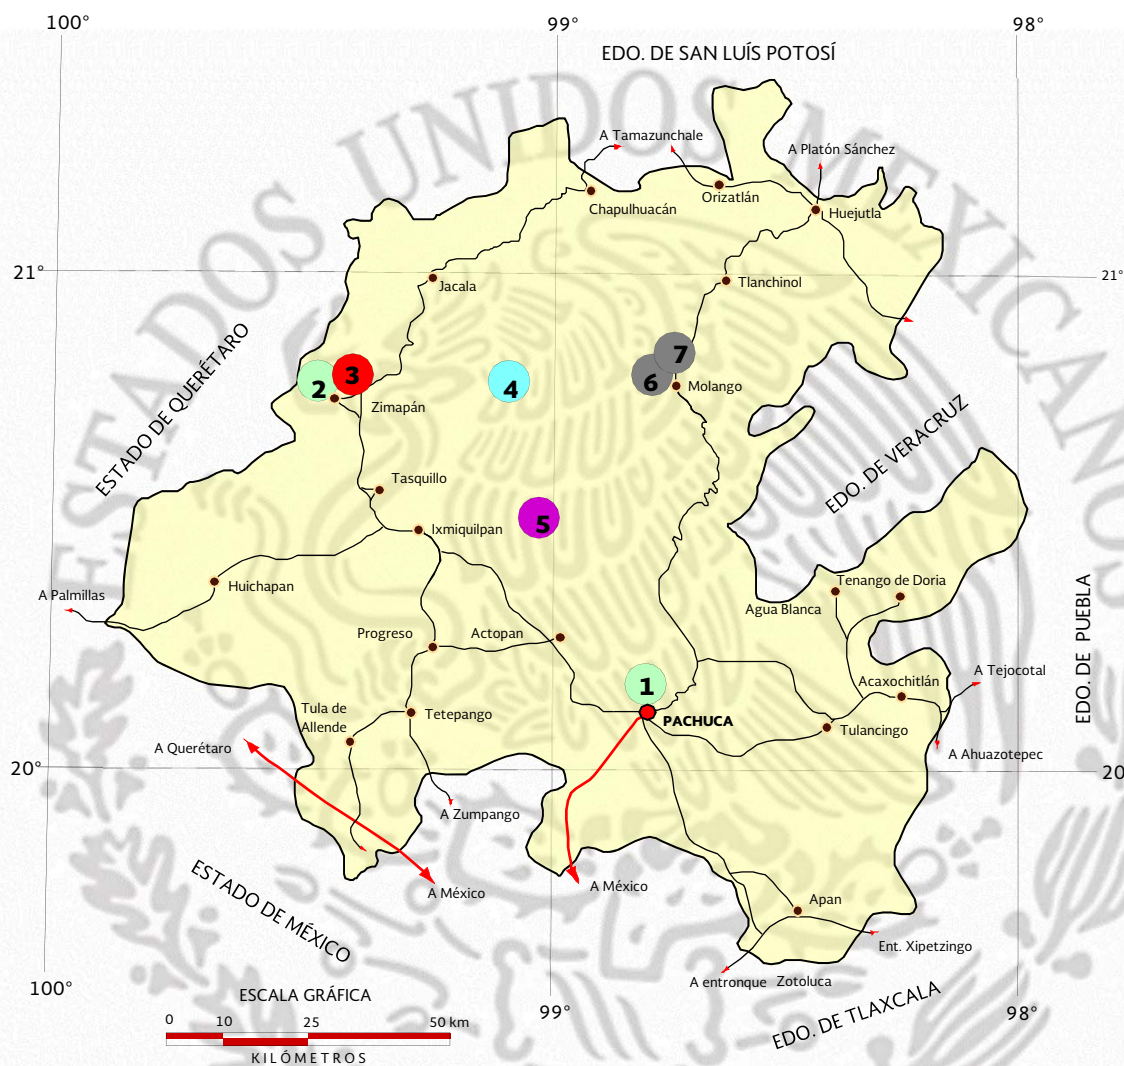 100°
99°
98°
EDO. DE SAN LUÍS POTOSÍ
ESTADOS UNIDOS MEXICANOS
A Tamazunchale
A Platón Sánchez
Orizatlán
Chapulhuacán
Huejutla
21°
21°
Jacala
Tlanchinol
ESTADO DE QUERÉTARO
7
3
2
4
6
Molango
Zimapán
EDO. DE VERACRUZ
Tasquillo
5
Ixmiquilpan
Huichapan
A Palmillas
Tenango de Doria
Agua Blanca
EDO. DE PUEBLA
Progreso
Actopan
A Tejocotal
1
Acaxochitlán
Tula de
Allende
Tetepango
PACHUCA
Tulancingo
A Querétaro
A Ahuazotepec
20°
20
A Zumpango
A México
A México
ESTADO DE MÉXICO
Apan
Ent. Xipetzingo
A entronque Zotoluca
EDO. DE TLAXCALA
100°
99°
98°
ESCALA GRÁFICA
0 10 25 50 km
KILÓMETROS